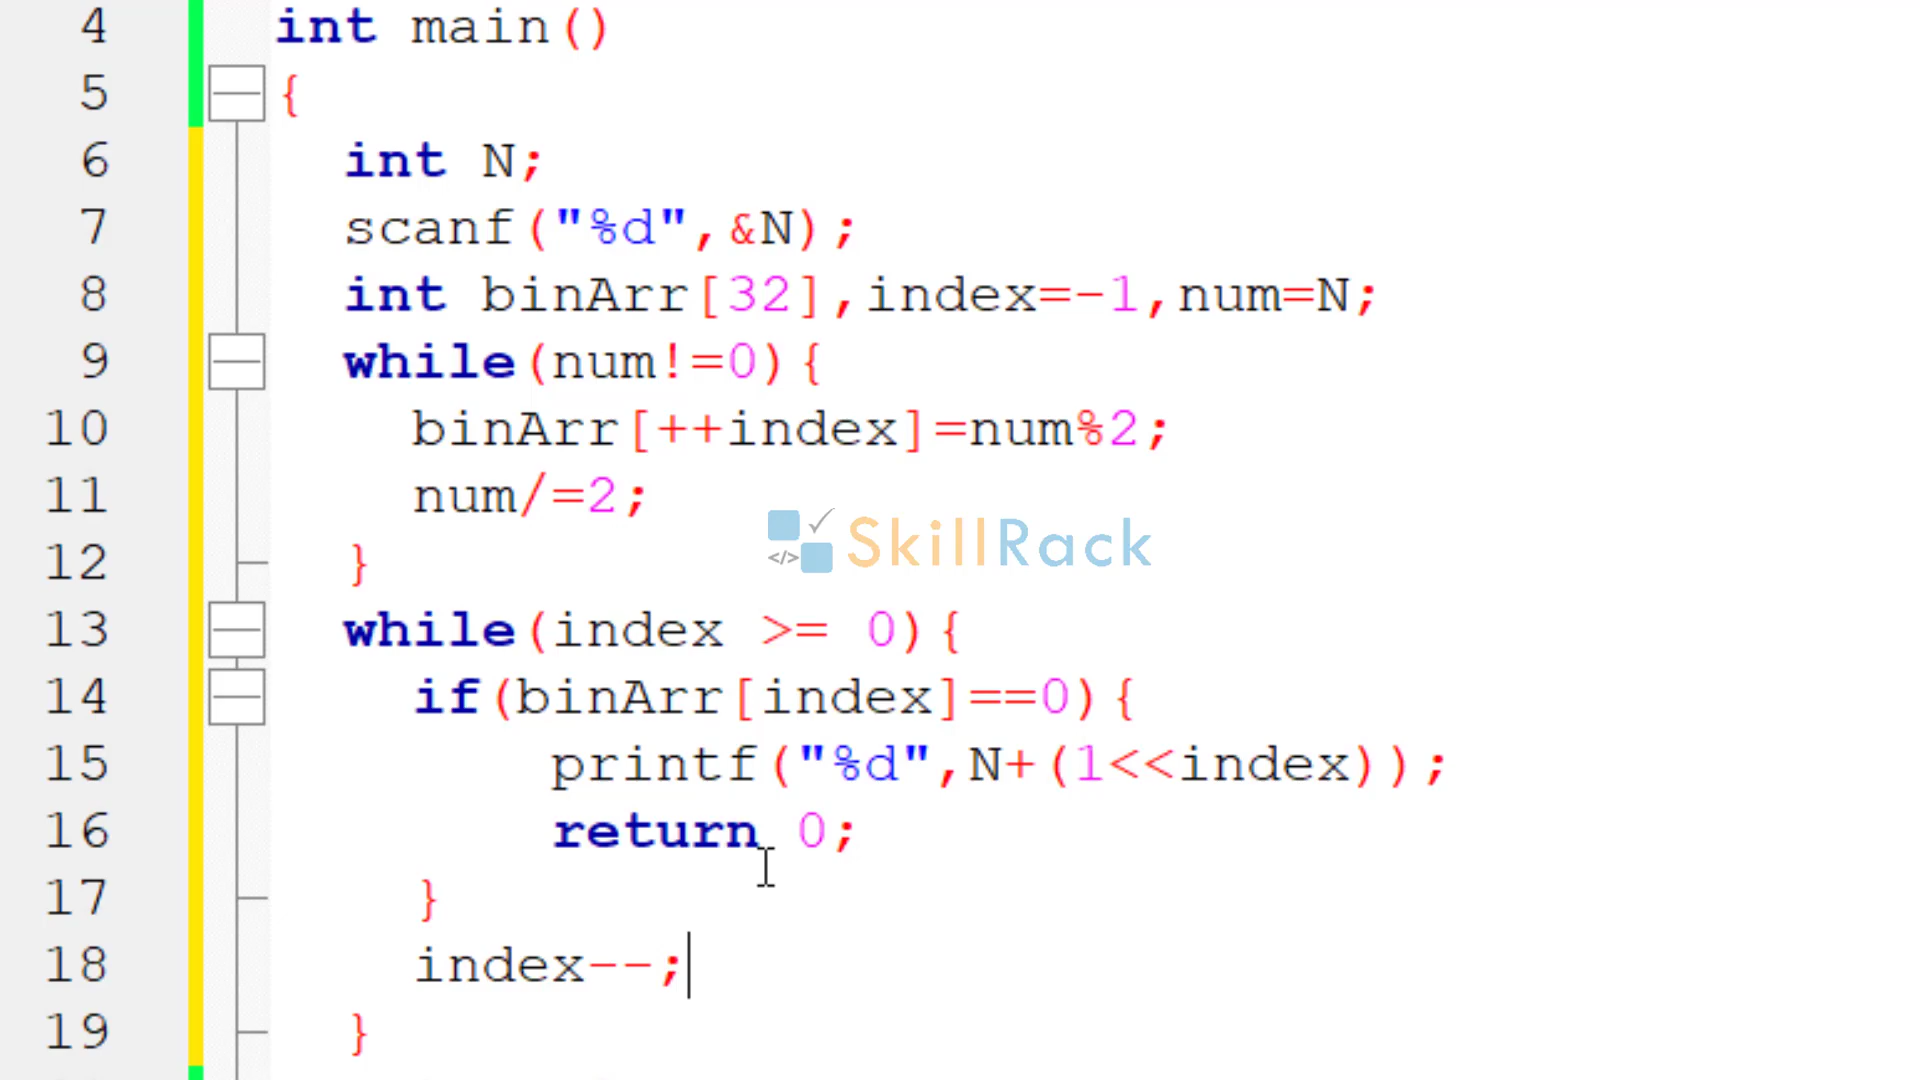 4 int main()
5 {
6 int N;
7 scanf("%d",&N);
8 int binArr[32],index=-1,num=N;
9 while(num!=0){
10 binArr[++index]=num%2;
11 num/=2;
</> SkillRack
12 }
13 while(index >= 0){
14 if(binArr[index]==0){
15 printf("%d",N+(1<<index));
16 return 0;
17 }
18 index--;
19 }